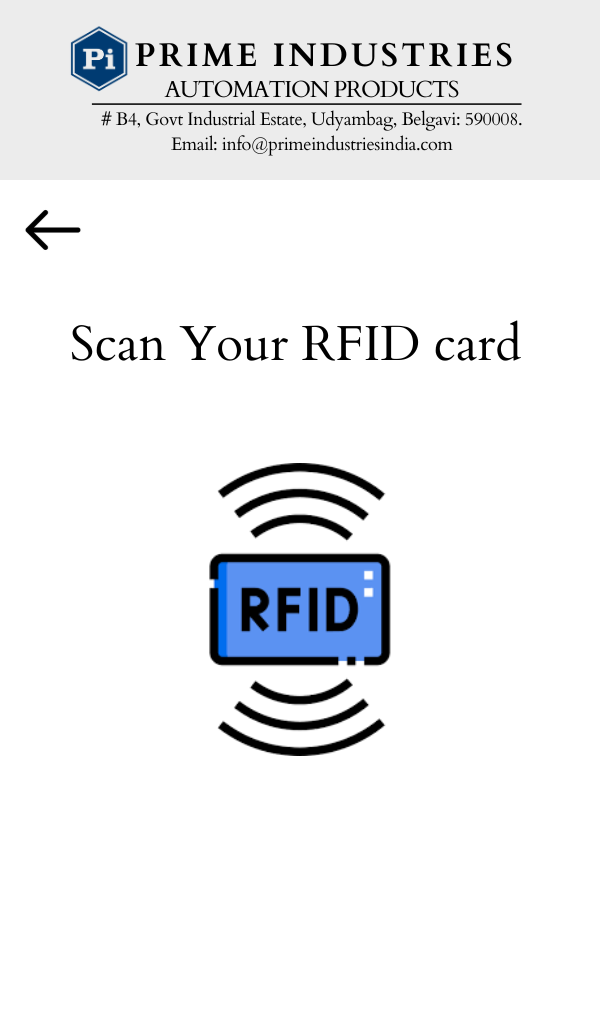 Pi PRIME INDUSTRIES
AUTOMATION PRODUCTS
# B4, Govt Industrial Estate, Udyambag, Belgavi: 590008.
Email: info@primeindustriesindia.com
Scan Your RFID card
RFID